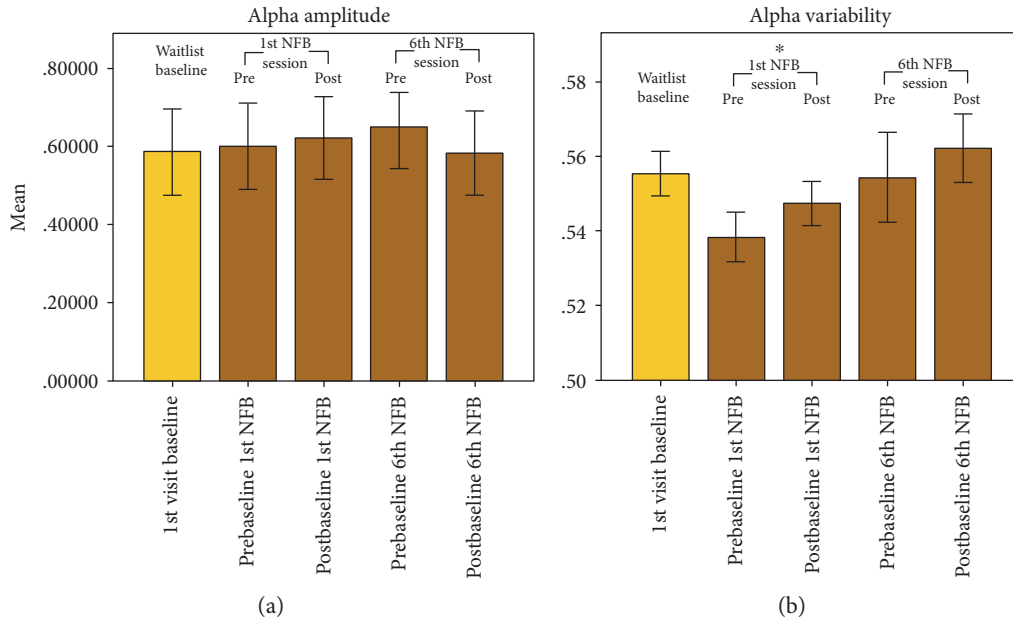 Alpha amplitude
Mean
.80000
.60000
.40000
.20000
.00000
Waitlist
baseline
1st NFB
session
Pre
Post
6th NFB
session
Pre
Post
1st visit baseline
Prebaseline 1st NFB
Postbaseline 1st NFB
Prebaseline 6th NFB
Postbaseline 6th NFB
(a)
Alpha variability
.58
.56
.54
.52
.50
Waitlist
baseline
*
1st NFB
session
Pre
Post
6th NFB
session
Pre
Post
1st visit baseline
Prebaseline 1st NFB
Postbaseline 1st NFB
Prebaseline 6th NFB
Postbaseline 6th NFB
(b)